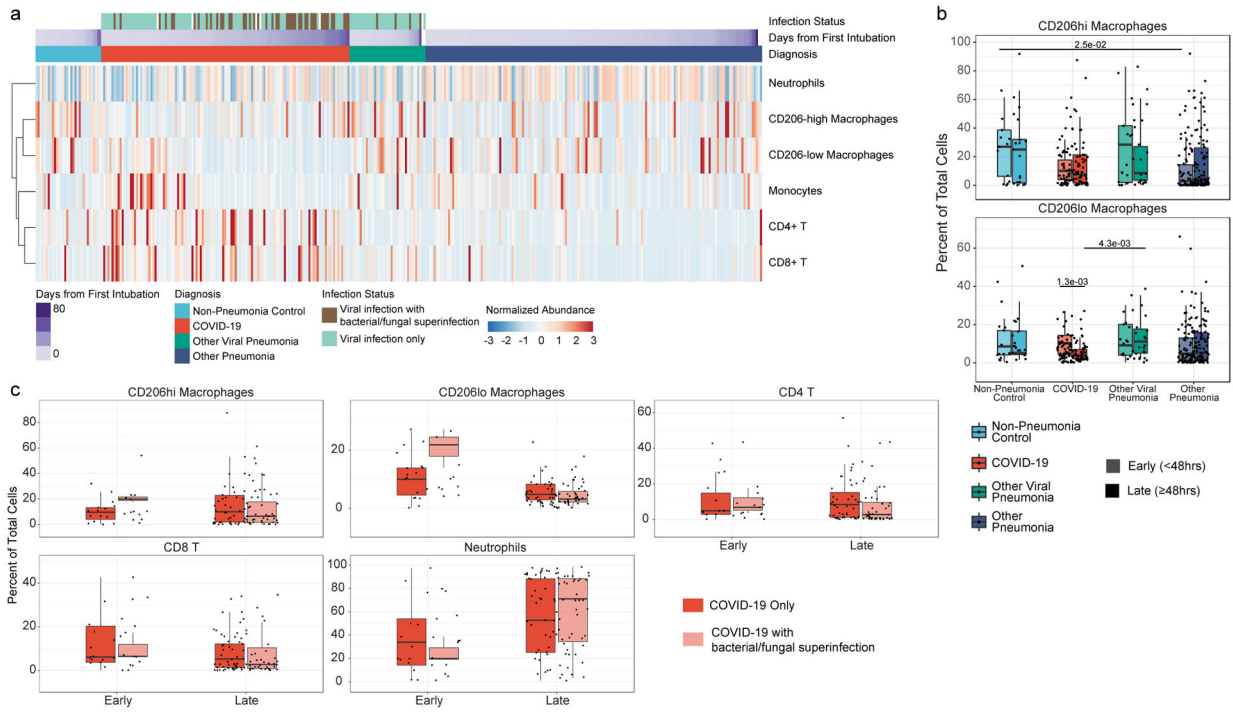 a
Infection Status
Days from First Intubation
Diagnosis
Neutrophils
CD206-high Macrophages
CD206-low Macrophages
Monocytes
CD4+ T
CD8+ T
Days from First Intubation
80
0
Diagnosis
Non-Pneumonia Control
COVID-19
Other Viral Pneumonia
Other Pneumonia
Infection Status
Viral infection with
bacterial/fungal superinfection
Viral infection only
Normalized Abundance
-3 -2 -1 0 1 2 3
b
CD206hi Macrophages
2.5e-02
100
80
60
40
20
0
CD206lo Macrophages
4.3e-03
1.3e-03
60
40
20
0
Percent of Total Cells
Non-Pneumonia
Control
COVID-19
Other Viral
Pneumonia
Other
Pneumonia
Non-Pneumonia
Control
COVID-19
Other Viral
Pneumonia
Other
Pneumonia
Early (<48hrs)
Late (≥48hrs)
c
CD206hi Macrophages
80
60
40
20
0
CD206lo Macrophages
20
0
CD4 T
60
40
20
0
Early
Late
CD8 T
40
20
0
Early
Late
Neutrophils
100
80
60
40
20
0
Early
Late
Percent of Total Cells
COVID-19 Only
COVID-19 with
bacterial/fungal superinfection